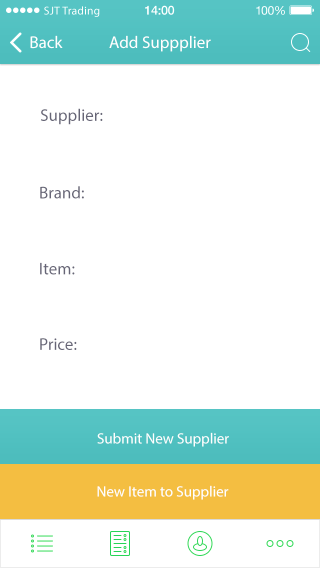 SJT Trading 14:00 100%
Back Add Suppplier
Supplier:
Brand:
Item:
Price:
Submit New Supplier
New Item to Supplier